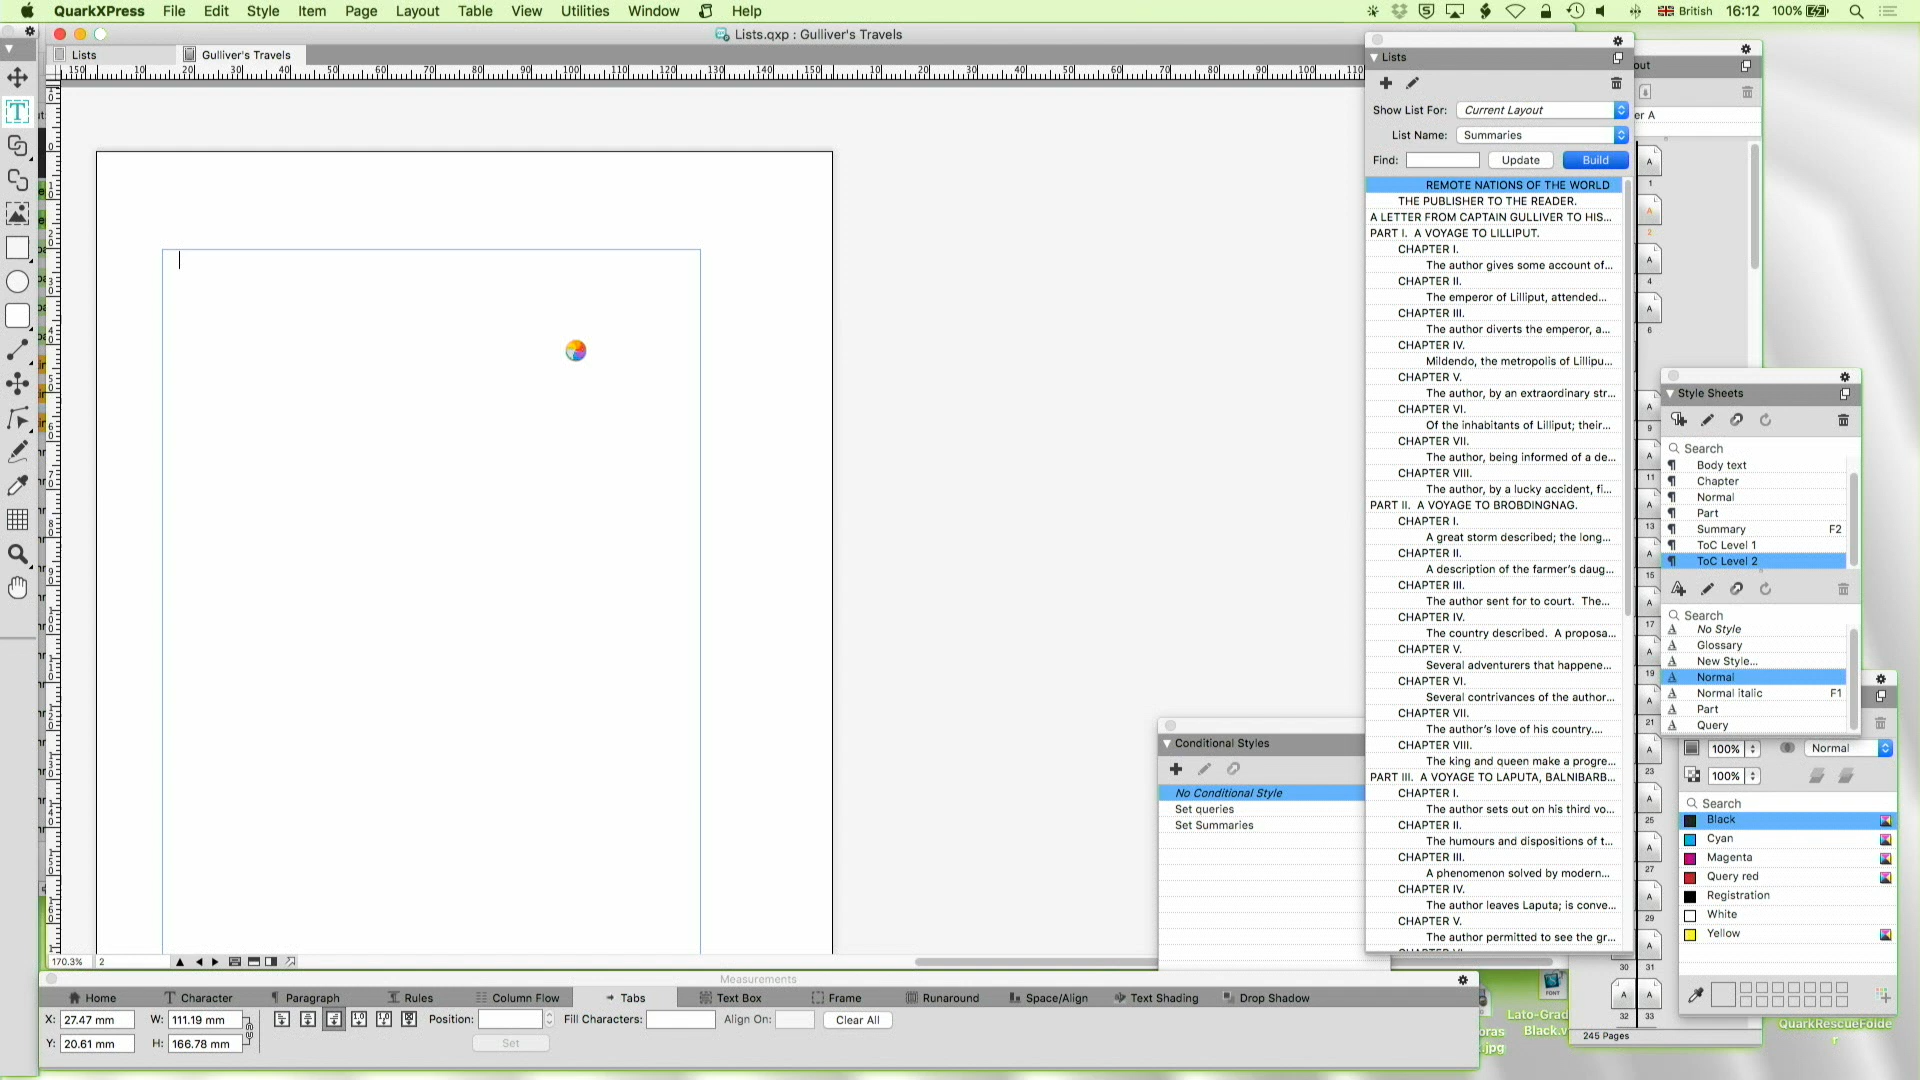 QuarkXPress File Edit Style Item Page Layout Table View Utilities Window Help
British 16:12 100%
Lists.qxp : Gulliver's Travels
Lists
Gulliver's Travels
Lists
Show List For: Current Layout
List Name: Summaries
Find: Update Build
REMOTE NATIONS OF THE WORLD
THE PUBLISHER TO THE READER.
A LETTER FROM CAPTAIN GULLIVER TO HIS...
PART I. A VOYAGE TO LILLIPUT.
CHAPTER I.
The author gives some account of...
CHAPTER II.
The emperor of Lilliput, attended...
CHAPTER III.
The author diverts the emperor, a...
CHAPTER IV.
Mildendo, the metropolis of Lillipu...
CHAPTER V.
The author, by an extraordinary str...
CHAPTER VI.
Of the inhabitants of Lilliput; their...
CHAPTER VII.
The author, being informed of a de...
CHAPTER VIII.
The author, by a lucky accident, fi...
PART II. A VOYAGE TO BROBDINGNAG.
CHAPTER I.
A great storm described; the long...
CHAPTER II.
A description of the farmer's daug...
CHAPTER III.
The author sent for to court. The...
CHAPTER IV.
The country described. A proposa...
CHAPTER V.
Several adventurers that happene...
CHAPTER VI.
Several contrivances of the author...
CHAPTER VII.
The author's love of his country....
CHAPTER VIII.
The king and queen make a progre...
PART III. A VOYAGE TO LAPUTA, BALNIBARB...
CHAPTER I.
The author sets out on his third vo...
CHAPTER II.
The humours and dispositions of t...
CHAPTER III.
A phenomenon solved by modern...
CHAPTER IV.
The author leaves Laputa; is conve...
CHAPTER V.
The author permitted to see the gr...
out
er A
245 Pages
Style Sheets
Search
Body text
Chapter
Normal
Part
Summary F2
ToC Level 1
ToC Level 2
Search
No Style
Glossary
New Style...
Normal
Normal italic F1
Part
Query
100% Normal
100%
Search
Black
Cyan
Magenta
Query red
Registration
White
Yellow
Conditional Styles
No Conditional Style
Set queries
Set Summaries
170.3% 2
Measurements
Home Character Paragraph Rules Column Flow Tabs Text Box Frame Runaround Space/Align Text Shading Drop Shadow
X: 27.47 mm W: 111.19 mm Position: Fill Characters: Align On: Clear All
Y: 20.61 mm H: 166.78 mm Set
Lato-Grad
Black.v
oras
.jpg
QuarkRescueFolde
r